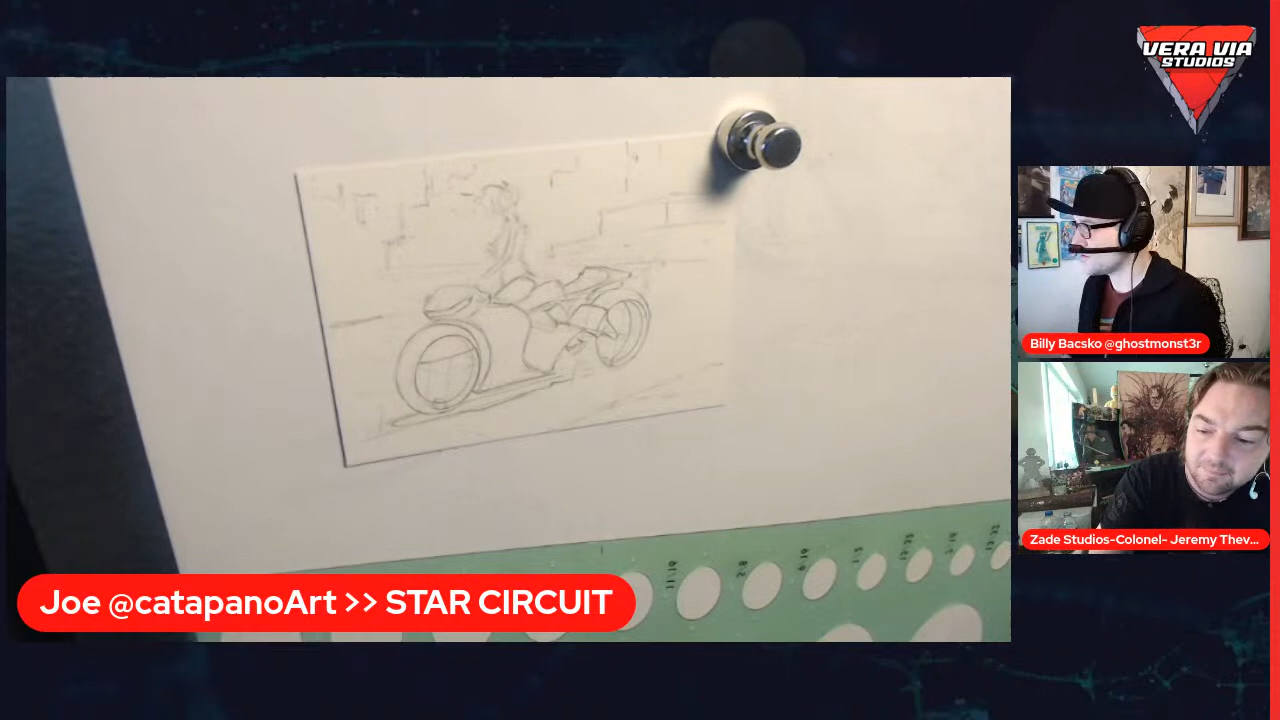 VERA VIA
STUDIOS
Billy Bacsko @ghostmonst3r
Zade Studios-Colonel- Jeremy Thev...
Joe @catapanoArt >> STAR CIRCUIT